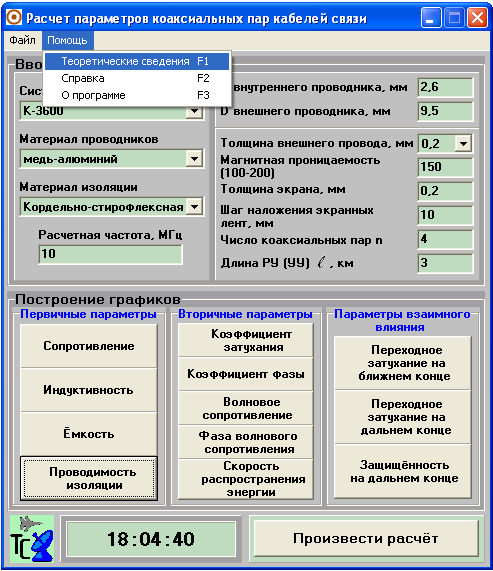 Расчет параметров коаксиальных пар кабелей связи
Файл Помощь
Теоретические сведения F1
Справка F2
О программе F3
Вво
Сис
К-3600
Материал проводников
медь-алюминий
Материал изоляции
Кордельно-стирофлексная
Расчетная частота, МГц
10
внутреннего проводника, мм 2,6
D внешнего проводника, мм 9,5
Толщина внешнего провода, мм 0,2
Магнитная проницаемость
(100-200) 150
Толщина экрана, мм 0,2
Шаг наложения экранных
лент, мм 10
Число коаксиальных пар n 4
Длина РУ (УУ) ℓ , км 3
Построение графиков
Первичные параметры
Сопротивление
Индуктивность
Ёмкость
Проводимость
изоляции
Вторичные параметры
Коэффициент
затухания
Коэффициент фазы
Волновое
сопротивление
Фаза волнового
сопротивления
Скорость
распространения
энергии
Параметры взаимного
влияния
Переходное
затухание на
ближнем конце
Переходное
затухание на
дальнем конце
Защищённость
на дальнем конце
ТС
18:04:40
Произвести расчёт